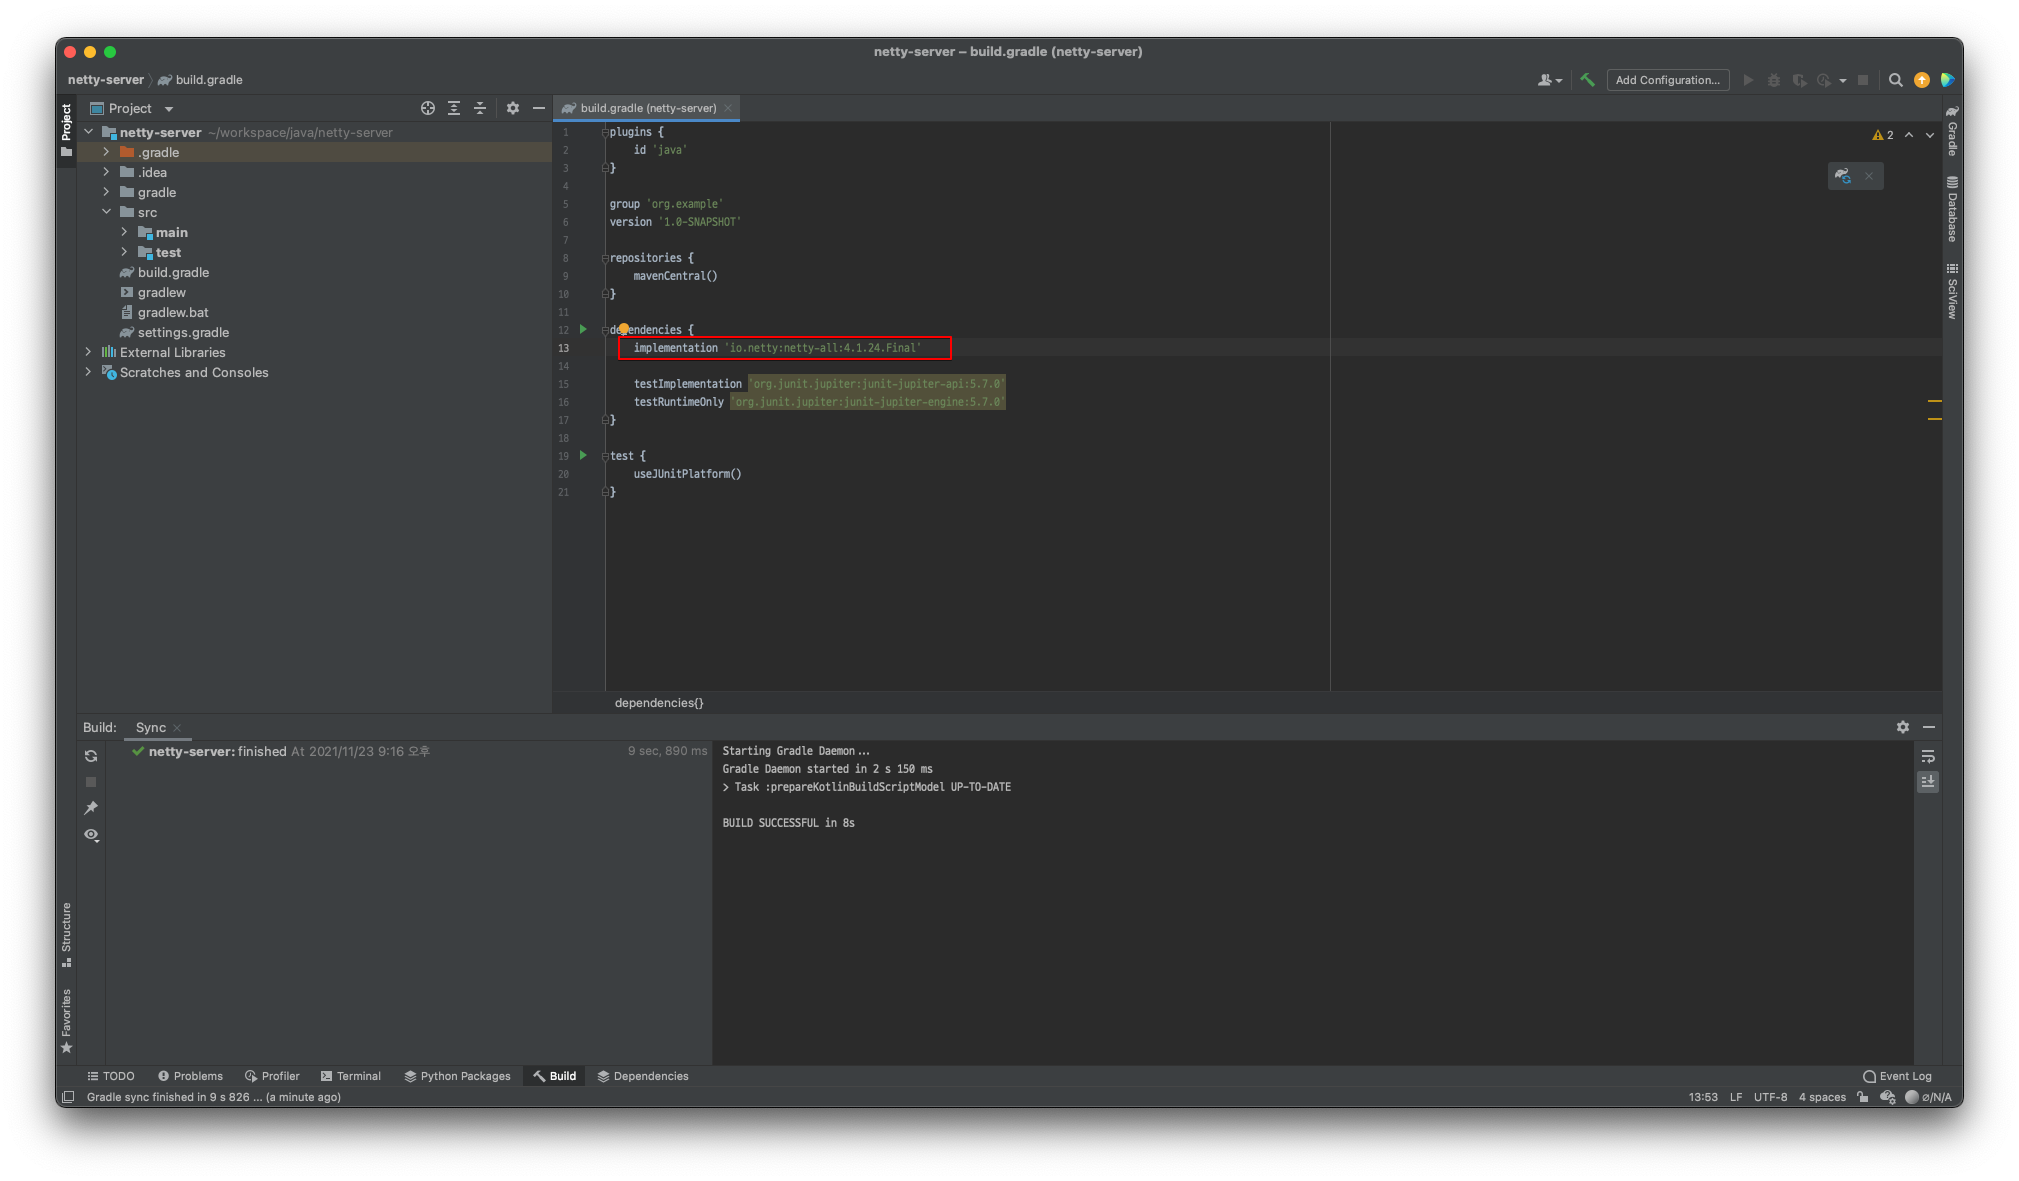 netty-server – build.gradle (netty-server)
netty-server build.gradle
Add Configuration...
Project
Project
build.gradle (netty-server)
netty-server ~/workspace/java/netty-server
.gradle
.idea
gradle
src
main
test
build.gradle
gradlew
gradlew.bat
settings.gradle
External Libraries
Scratches and Consoles
1 plugins {
2 id 'java'
3 }
4
5 group 'org.example'
6 version '1.0-SNAPSHOT'
7
8 repositories {
9 mavenCentral()
10 }
11
12 dependencies {
13 implementation 'io.netty:netty-all:4.1.24.Final'
14
15 testImplementation 'org.junit.jupiter:junit-jupiter-api:5.7.0'
16 testRuntimeOnly 'org.junit.jupiter:junit-jupiter-engine:5.7.0'
17 }
18
19 test {
20 useJUnitPlatform()
21 }
2
Gradle
Database
SciView
dependencies{}
Build: Sync
netty-server: finished At 2021/11/23 9:16 오후 9 sec, 890 ms
Starting Gradle Daemon...
Gradle Daemon started in 2 s 150 ms
> Task :prepareKotlinBuildScriptModel UP-TO-DATE
BUILD SUCCESSFUL in 8s
Structure
Favorites
TODO Problems Profiler Terminal Python Packages Build Dependencies Event Log
Gradle sync finished in 9 s 826 ... (a minute ago) 13:53 LF UTF-8 4 spaces ⌀/N/A